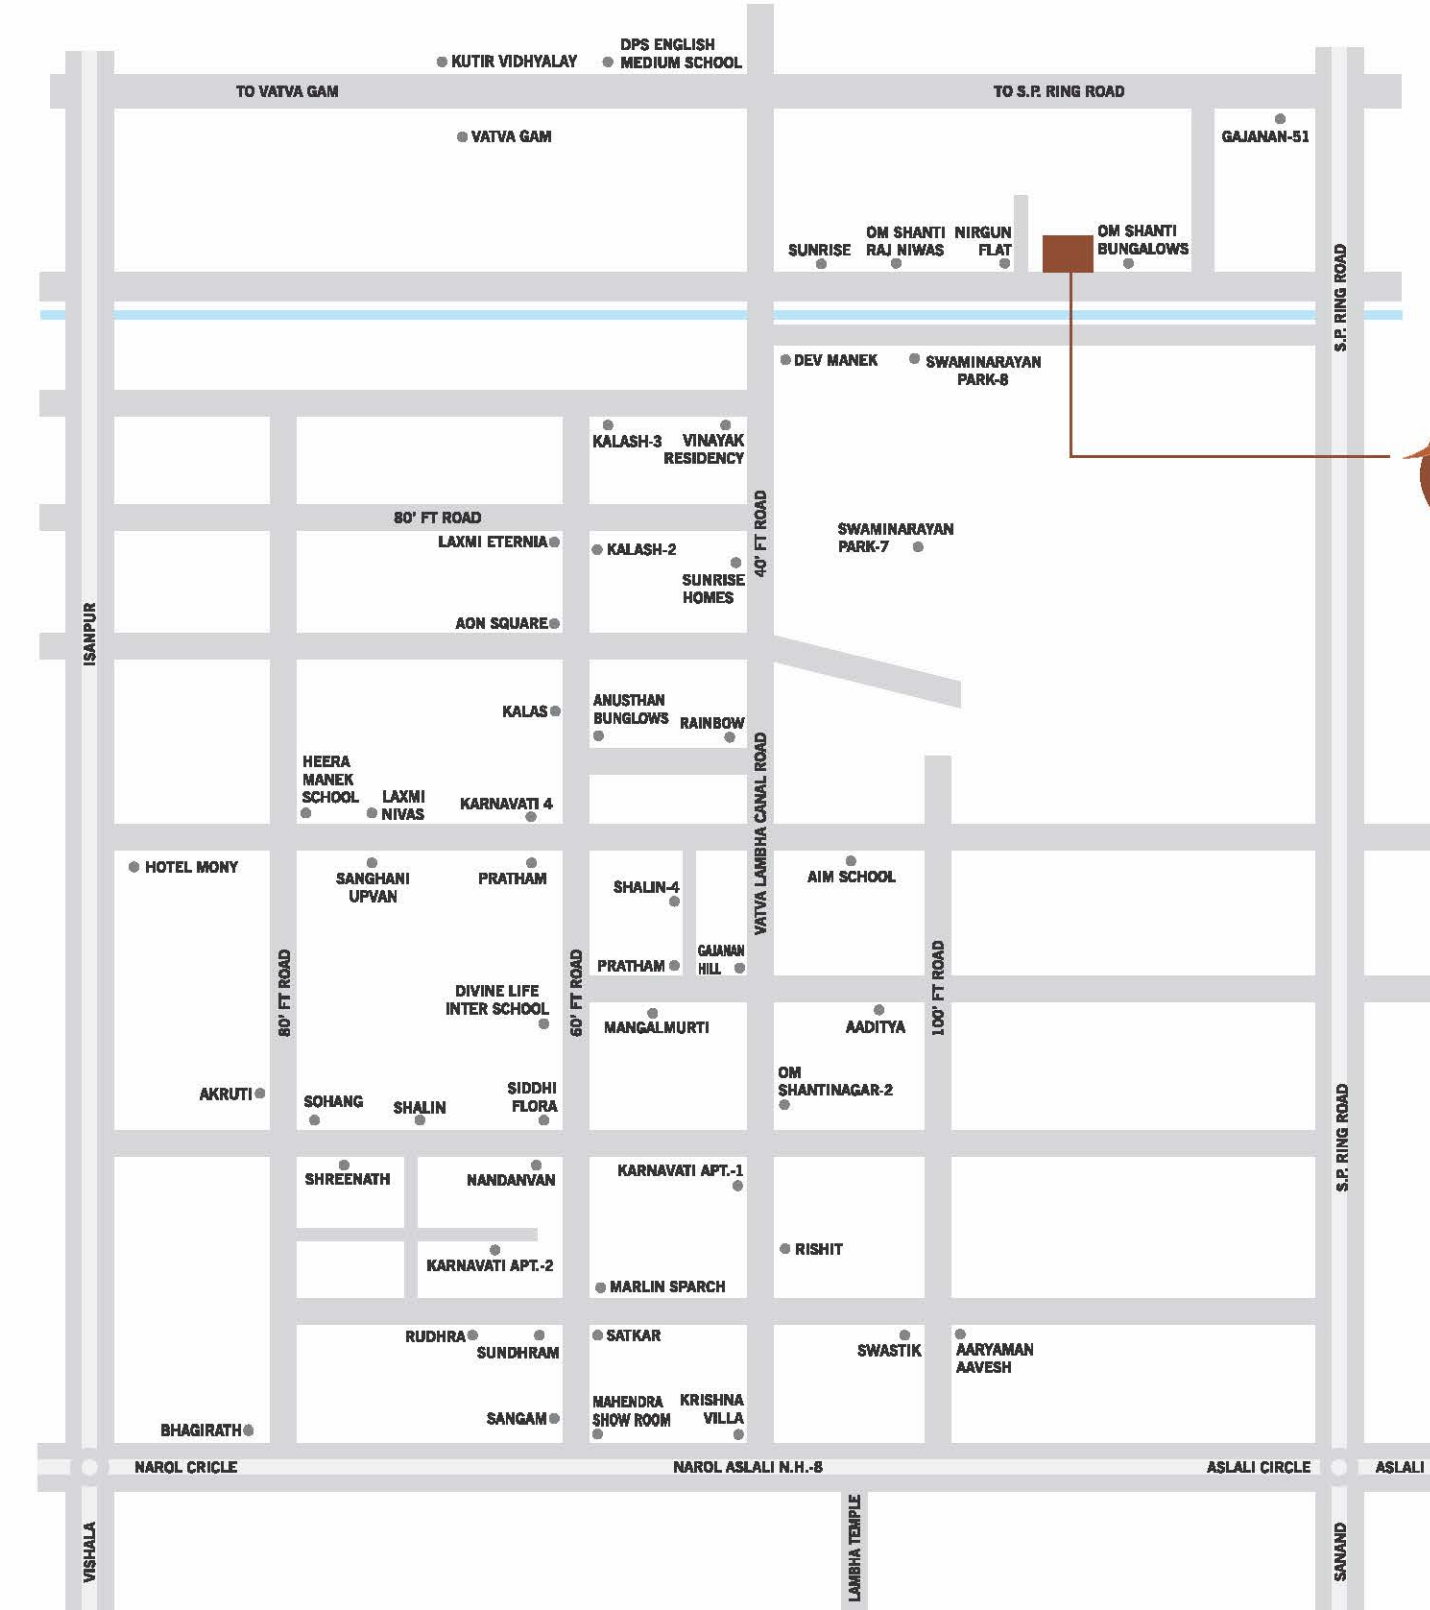 DPS ENGLISH
KUTIR VIDHYALAY
MEDIUM SCHOOL
TO VATVA GAM
TO S.P. RING ROAD
VATVA GAM
GAJANAN-51
SUNRISE
OM SHANTI
RAJ NIWAS
NIRGUN
FLAT
OM SHANTI
BUNGALOWS
S.P. RING ROAD
DEV MANEK
SWAMINARAYAN
PARK-8
KALASH-3
VINAYAK
RESIDENCY
80' FT ROAD
40' FT ROAD
LAXMI ETERNIA
KALASH-2
SWAMINARAYAN
PARK-7
SUNRISE
HOMES
AON SQUARE
ISANPUR
KALAS
ANUSTHAN
BUNGLOWS
RAINBOW
VATVA LAMBHA CANAL ROAD
HEERA
MANEK
SCHOOL
LAXMI
NIVAS
KARNAVATI 4
HOTEL MONY
SANGHANI
UPVAN
PRATHAM
SHALIN-4
AIM SCHOOL
PRATHAM
GAJANAN
HILL
80' FT ROAD
60' FT ROAD
100' FT ROAD
DIVINE LIFE
INTER SCHOOL
MANGALMURTI
AADITYA
AKRUTI
SOHANG
SHALIN
SIDDHI
FLORA
OM
SHANTINAGAR-2
S.P. RING ROAD
SHREENATH
NANDANVAN
KARNAVATI APT.-1
KARNAVATI APT.-2
RISHIT
MARLIN SPARCH
RUDHRA
SUNDHRAM
SATKAR
SWASTIK
AARYAMAN
AAVESH
SANGAM
MAHENDRA
SHOW ROOM
KRISHNA
VILLA
BHAGIRATH
NAROL CRICLE
NAROL ASLALI N.H.-8
ASLALI CIRCLE
ASLALI
VISHALA
LAMBHA TEMPLE
SANAND